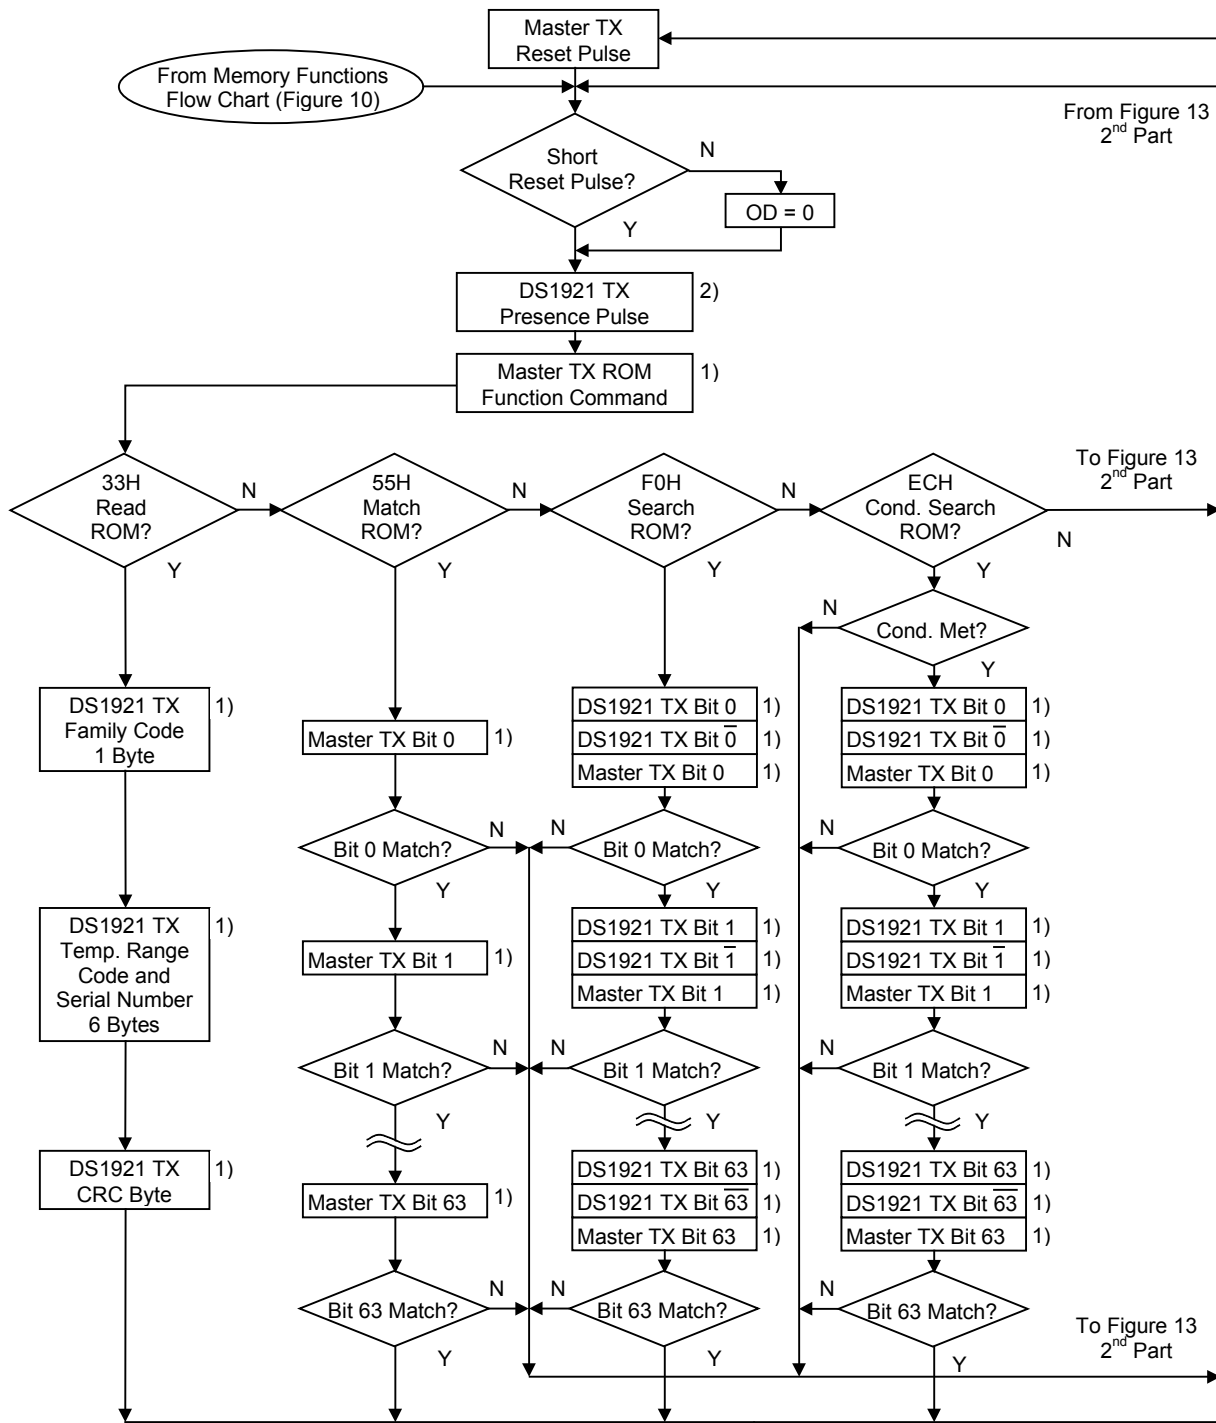 Master TX
Reset Pulse
From Memory Functions
Flow Chart (Figure 10)
From Figure 13
2nd Part
Short
Reset Pulse?
N
OD = 0
Y
DS1921 TX
Presence Pulse
2)
Master TX ROM
Function Command
1)
33H
Read
ROM?
N
Y
55H
Match
ROM?
N
Y
F0H
Search
ROM?
N
Y
ECH
Cond. Search
ROM?
N
Y
To Figure 13
2nd Part
N
Cond. Met?
Y
DS1921 TX
Family Code
1 Byte
1)
DS1921 TX
Temp. Range
Code and
Serial Number
6 Bytes
1)
DS1921 TX
CRC Byte
1)
Master TX Bit 0
1)
Bit 0 Match?
N
Y
Master TX Bit 1
1)
Bit 1 Match?
N
Y
Master TX Bit 63
1)
Bit 63 Match?
N
Y
DS1921 TX Bit 0
1)
DS1921 TX Bit 0̅
1)
Master TX Bit 0
1)
N
Bit 0 Match?
Y
DS1921 TX Bit 1
1)
DS1921 TX Bit 1̅
1)
Master TX Bit 1
1)
N
Bit 1 Match?
Y
DS1921 TX Bit 63
1)
DS1921 TX Bit 6̅3̅
1)
Master TX Bit 63
1)
N
Bit 63 Match?
Y
DS1921 TX Bit 0
1)
DS1921 TX Bit 0̅
1)
Master TX Bit 0
1)
N
Bit 0 Match?
Y
DS1921 TX Bit 1
1)
DS1921 TX Bit 1̅
1)
Master TX Bit 1
1)
N
Bit 1 Match?
Y
DS1921 TX Bit 63
1)
DS1921 TX Bit 6̅3̅
1)
Master TX Bit 63
1)
N
Bit 63 Match?
Y
To Figure 13
2nd Part